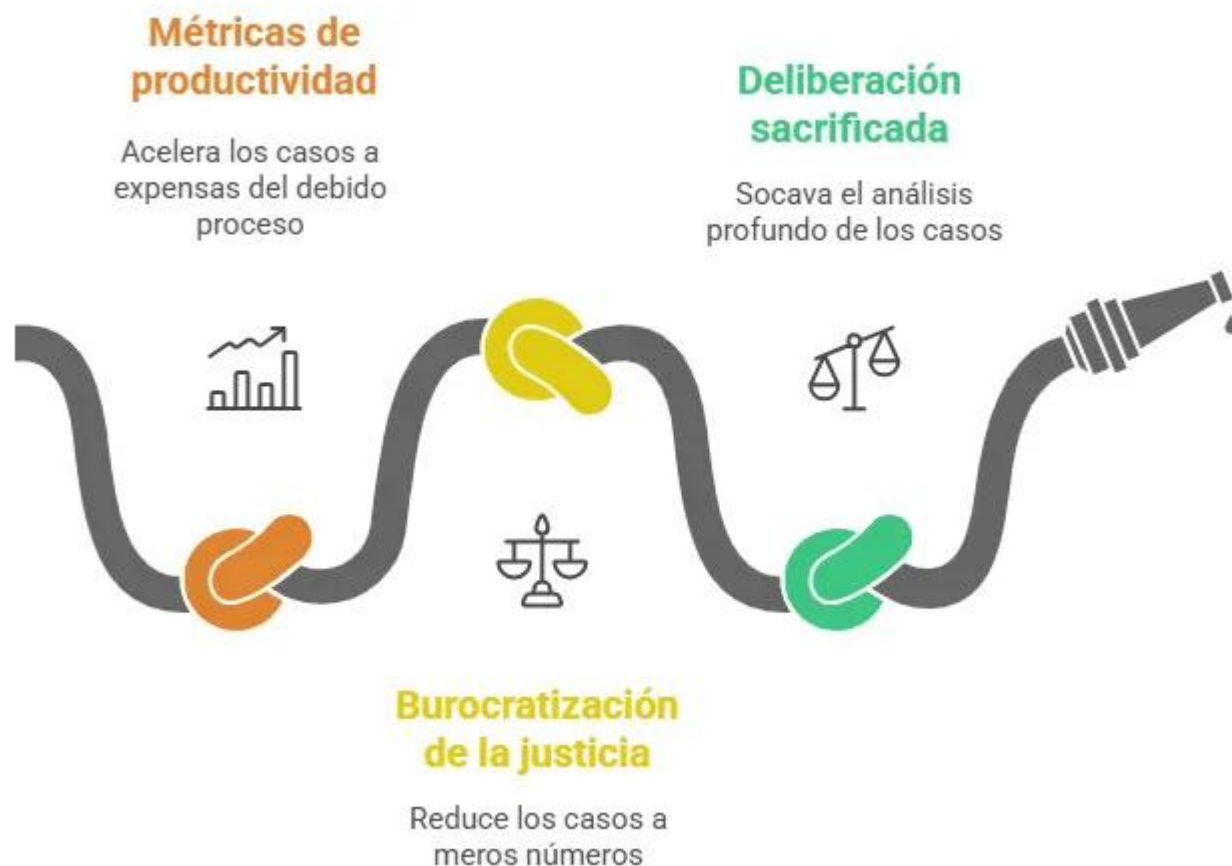 Métricas de
productividad
Acelera los casos a
expensas del debido
proceso
Burocratización
de la justicia
Reduce los casos a
meros números
Deliberación
sacrificada
Socava el análisis
profundo de los casos